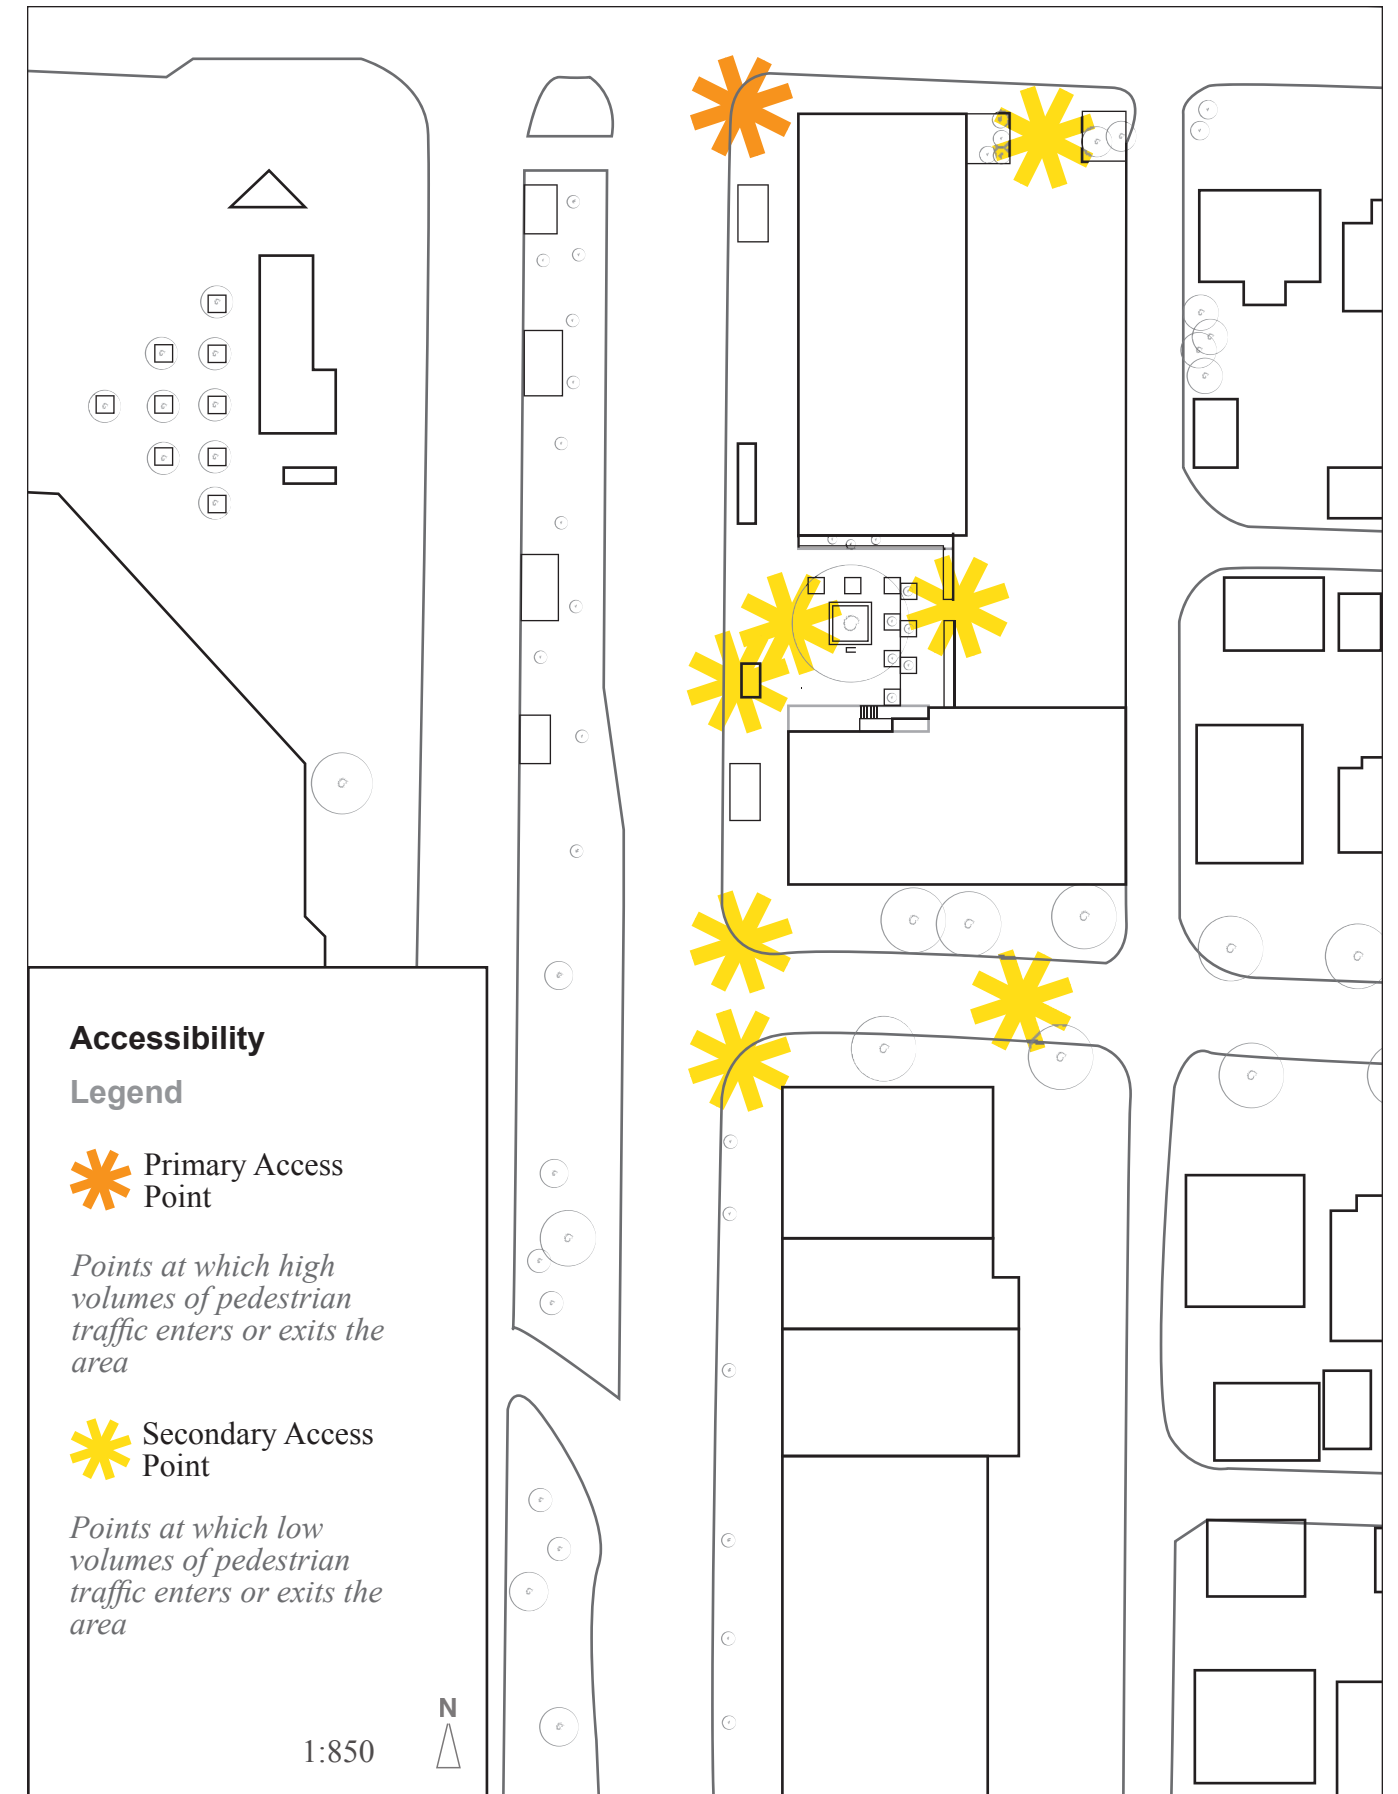 Accessibility
Legend
Primary Access
Point
Points at which high
volumes of pedestrian
traffic enters or exits the
area
Secondary Access
Point
Points at which low
volumes of pedestrian
traffic enters or exits the
area
N
1:850